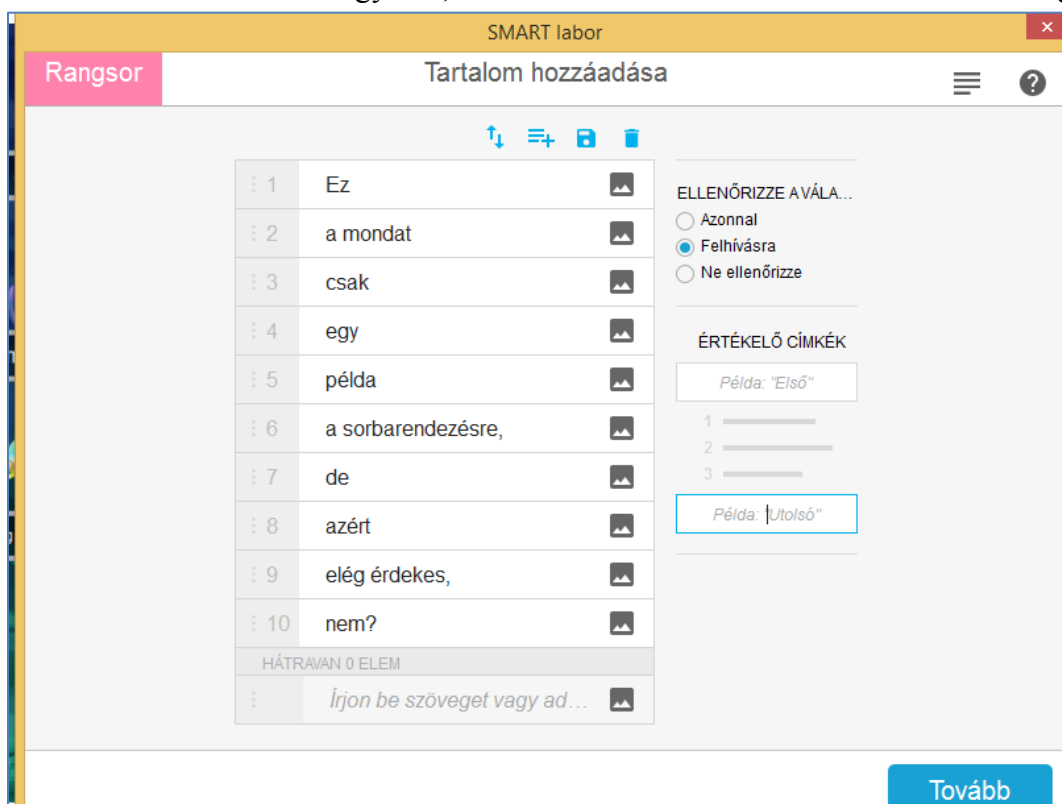 SMART labor
Rangsor
Tartalom hozzáadása
1 Ez
2 a mondat
3 csak
4 egy
5 példa
6 a sorbarendezésre,
7 de
8 azért
9 elég érdekes,
10 nem?
HÁTRAVAN 0 ELEM
Írjon be szöveget vagy ad...
ELLENŐRIZZE A VÁLA...
Azonnal
Felhívásra
Ne ellenőrizze
ÉRTÉKELŐ CÍMKÉK
Példa: "Első"
1
2
3
Példa: "Utolsó"
Tovább